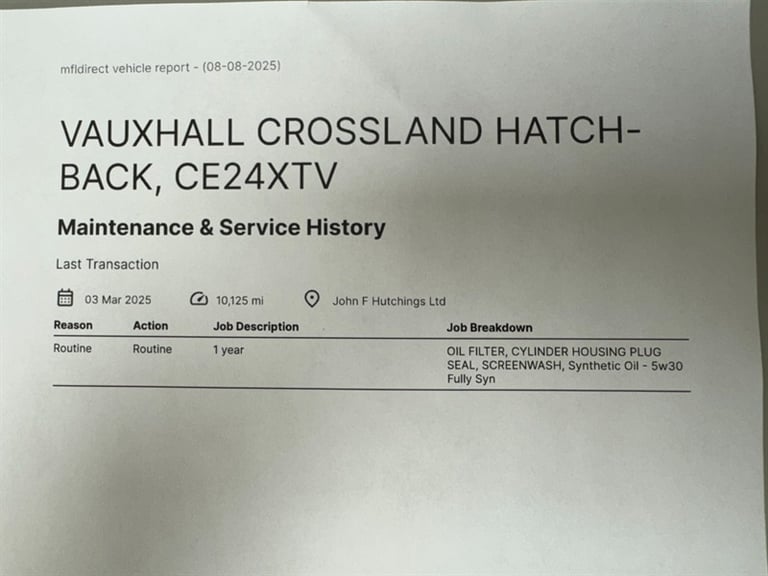 mfldirect vehicle report - (08-08-2025)
VAUXHALL CROSSLAND HATCH-
BACK, CE24XTV
Maintenance & Service History
Last Transaction
03 Mar 2025 10,125 mi John F Hutchings Ltd
Reason Action Job Description Job Breakdown
Routine Routine 1 year OIL FILTER, CYLINDER HOUSING PLUG
SEAL, SCREENWASH, Synthetic Oil - 5w30
Fully Syn